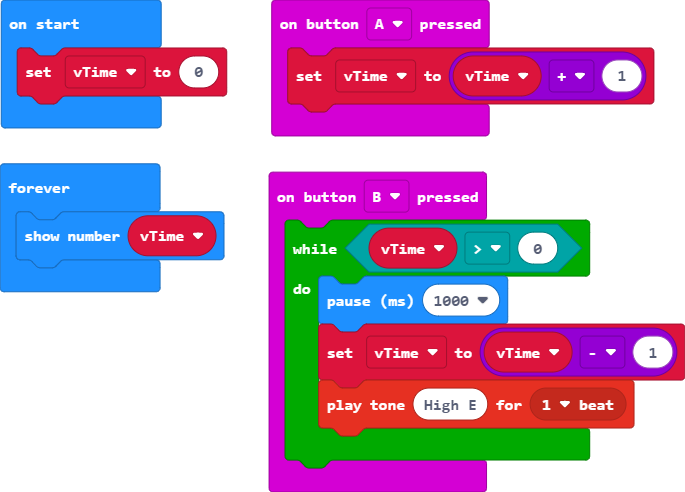 on start
set vTime to 0
on button A pressed
set vTime to vTime + 1
forever
show number vTime
on button B pressed
while vTime > 0
do
pause (ms) 1000
set vTime to vTime - 1
play tone High E for 1 beat